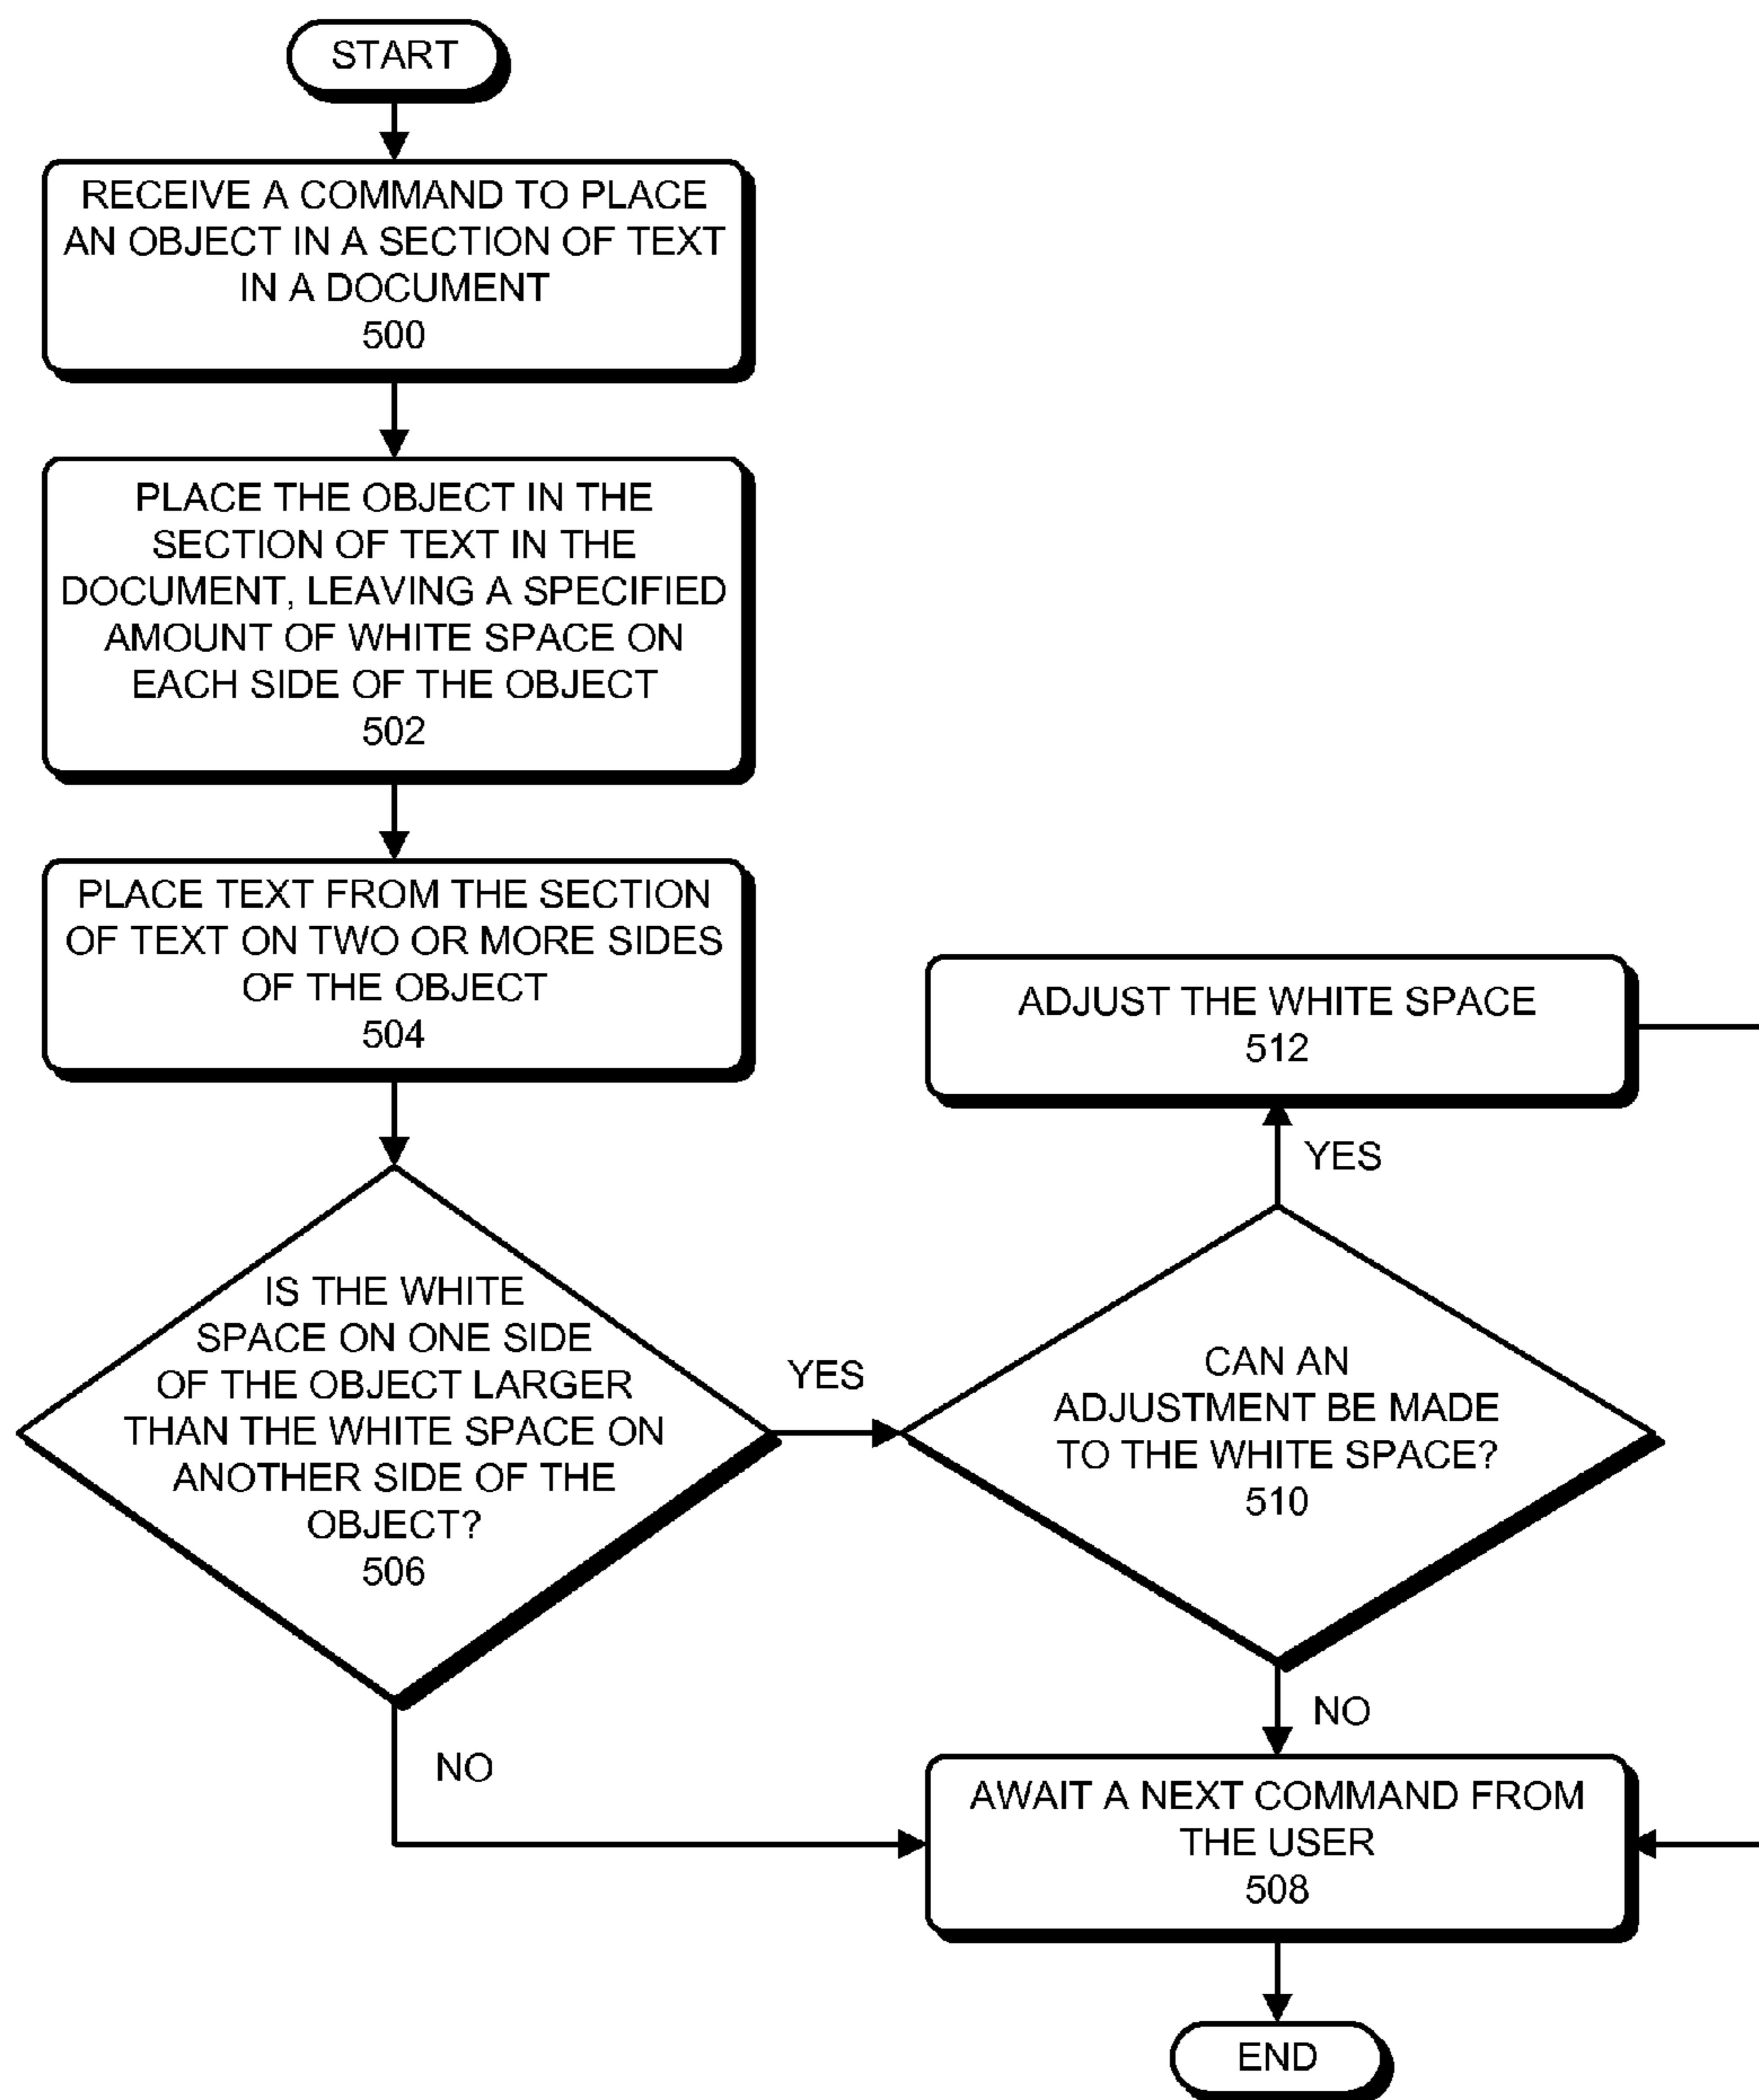 START
RECEIVE A COMMAND TO PLACE
AN OBJECT IN A SECTION OF TEXT
IN A DOCUMENT
500
PLACE THE OBJECT IN THE
SECTION OF TEXT IN THE
DOCUMENT, LEAVING A SPECIFIED
AMOUNT OF WHITE SPACE ON
EACH SIDE OF THE OBJECT
502
PLACE TEXT FROM THE SECTION
OF TEXT ON TWO OR MORE SIDES
OF THE OBJECT
504
IS THE WHITE
SPACE ON ONE SIDE
OF THE OBJECT LARGER
THAN THE WHITE SPACE ON
ANOTHER SIDE OF THE
OBJECT?
506
YES
NO
ADJUST THE WHITE SPACE
512
YES
CAN AN
ADJUSTMENT BE MADE
TO THE WHITE SPACE?
510
NO
AWAIT A NEXT COMMAND FROM
THE USER
508
END